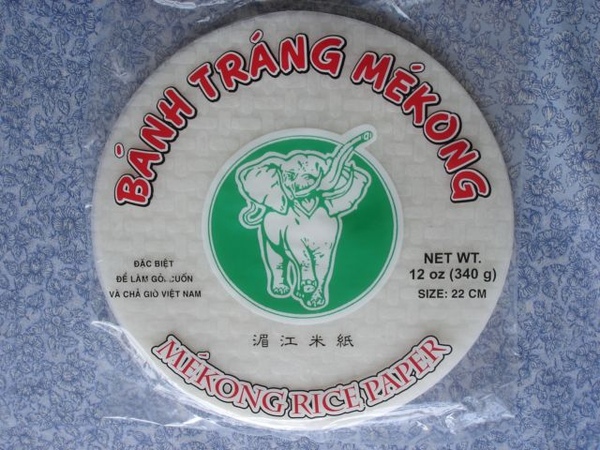 BÁNH TRÁNG MÉKONG
ĐẶC BIỆT
ĐỂ LÀM GỎI CUỐN
VÀ CHẢ GIÒ VIỆT NAM
NET WT.
12 oz (340 g)
SIZE: 22 CM
湄江米紙
MÉKONG RICE PAPER